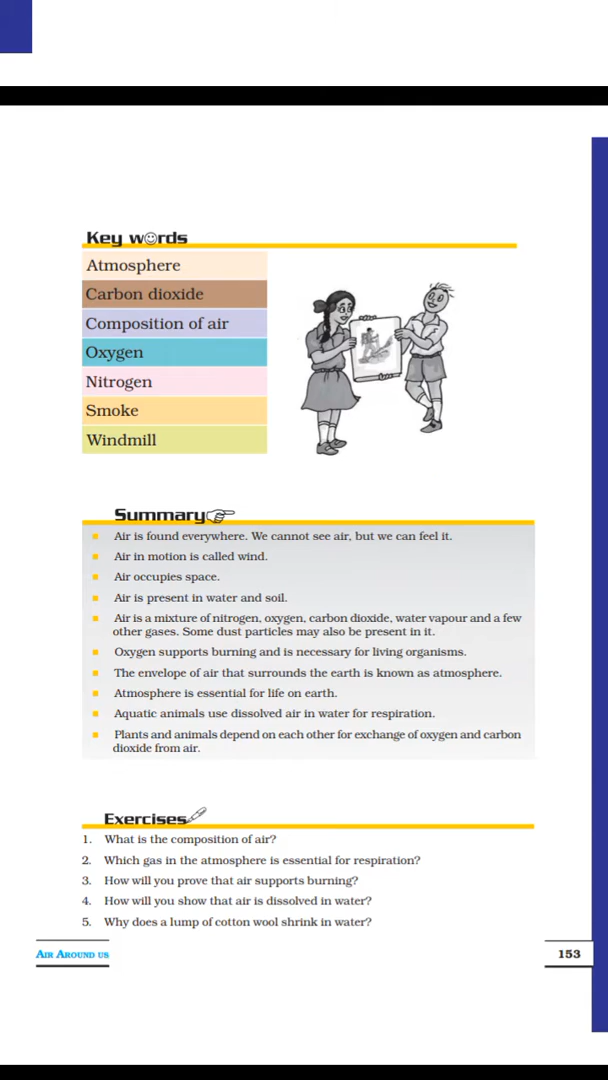 Key words
Atmosphere
Carbon dioxide
Composition of air
Oxygen
Nitrogen
Smoke
Windmill
Summary
Air is found everywhere. We cannot see air, but we can feel it.
Air in motion is called wind.
Air occupies space.
Air is present in water and soil.
Air is a mixture of nitrogen, oxygen, carbon dioxide, water vapour and a few
other gases. Some dust particles may also be present in it.
Oxygen supports burning and is necessary for living organisms.
The envelope of air that surrounds the earth is known as atmosphere.
Atmosphere is essential for life on earth.
Aquatic animals use dissolved air in water for respiration.
Plants and animals depend on each other for exchange of oxygen and carbon
dioxide from air.
Exercises
1. What is the composition of air?
2. Which gas in the atmosphere is essential for respiration?
3. How will you prove that air supports burning?
4. How will you show that air is dissolved in water?
5. Why does a lump of cotton wool shrink in water?
AIR AROUND US
153